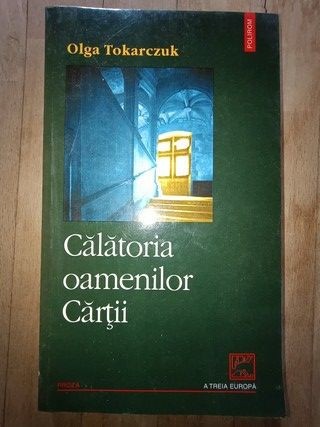 Olga Tokarczuk
POLIROM
Călătoria
oamenilor
Cărţii
PROZA
A TREIA EUROPĂ